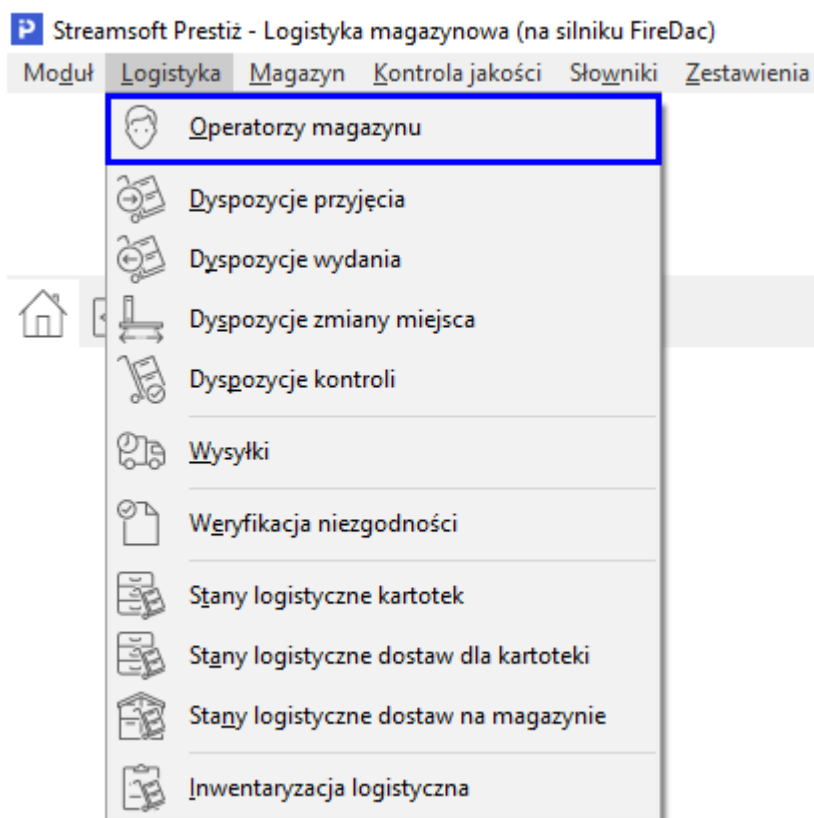 Streamsoft Prestiż - Logistyka magazynowa (na silniku FireDac)
Moduł Logistyka Magazyn Kontrola jakości Słowniki Zestawienia
Operatorzy magazynu
Dyspozycje przyjęcia
Dyspozycje wydania
Dyspozycje zmiany miejsca
Dyspozycje kontroli
Wysyłki
Weryfikacja niezgodności
Stany logistyczne kartotek
Stany logistyczne dostaw dla kartoteki
Stany logistyczne dostaw na magazynie
Inwentaryzacja logistyczna